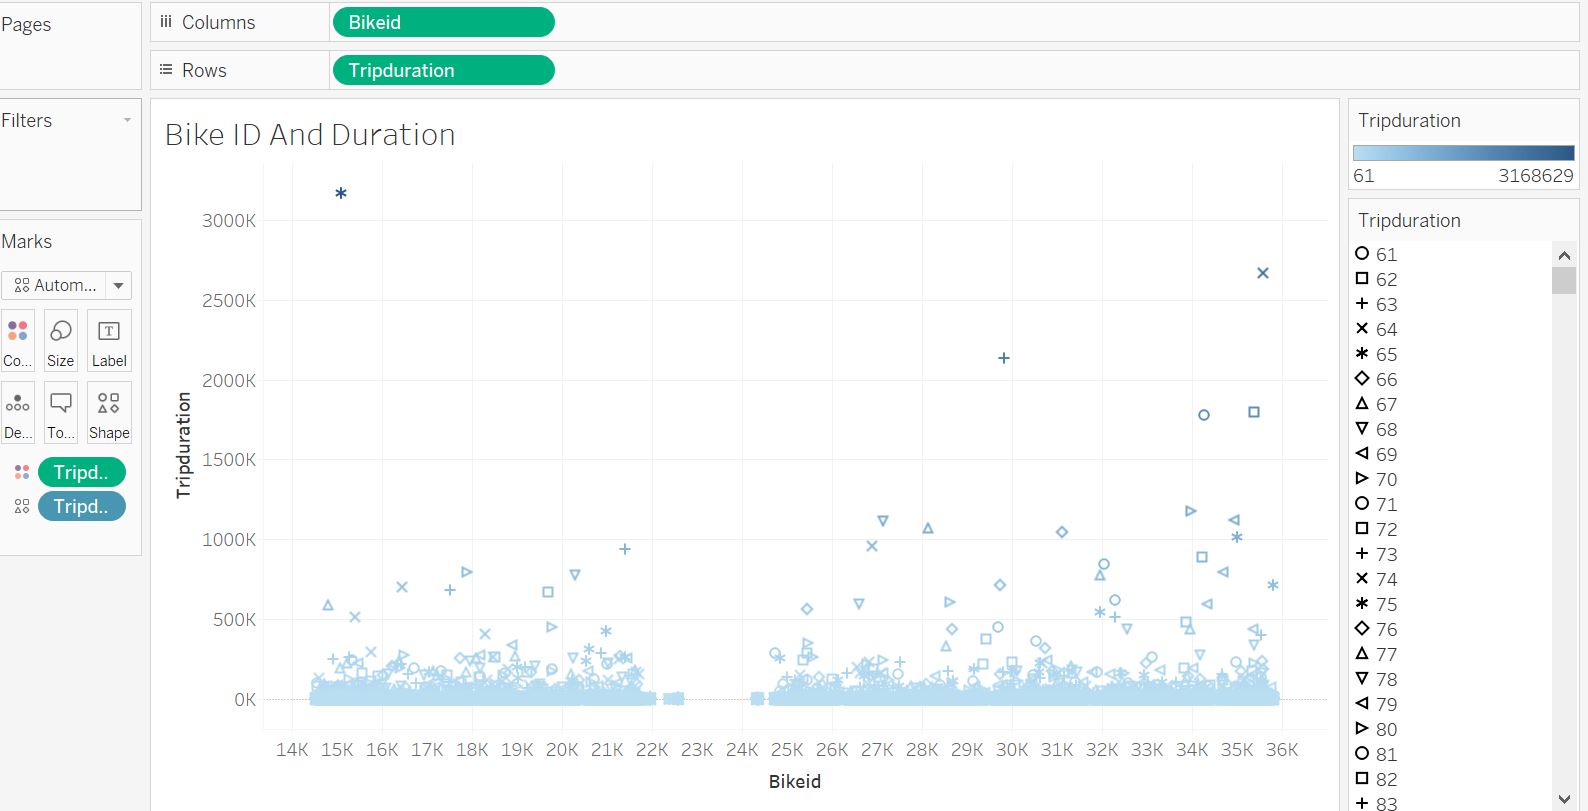 Pages
Columns
Bikeid
Rows
Tripduration
Filters
Marks
Autom...
Co...
Size
Label
De...
To...
Shape
Tripd..
Tripd..
Bike ID And Duration
Tripduration
3000K
2500K
2000K
1500K
1000K
500K
0K
14K 15K 16K 17K 18K 19K 20K 21K 22K 23K 24K 25K 26K 27K 28K 29K 30K 31K 32K 33K 34K 35K 36K
Bikeid
Tripduration
61 3168629
Tripduration
61
62
63
64
65
66
67
68
69
70
71
72
73
74
75
76
77
78
79
80
81
82
83